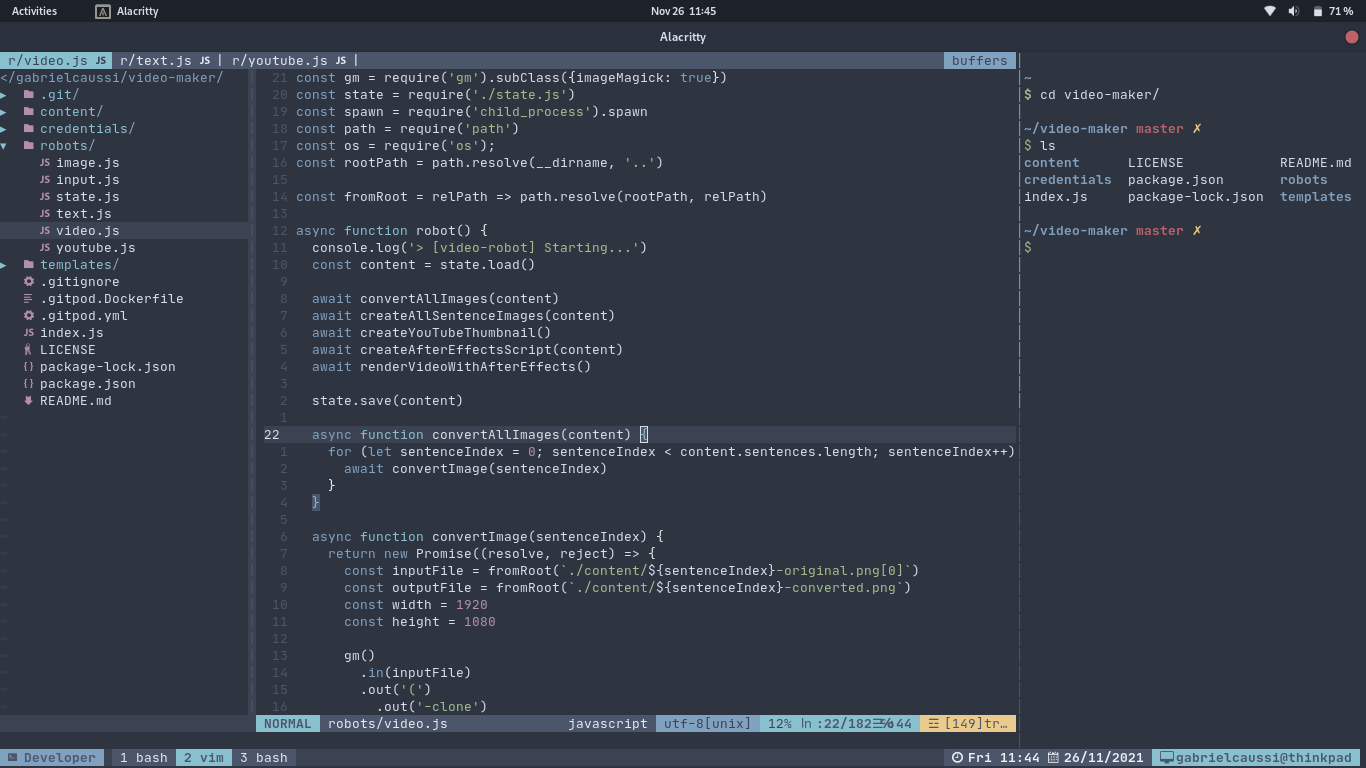 Activities Alacritty Nov 26 11:45 71 %
Alacritty
r/video.js JS r/text.js JS | r/youtube.js JS | buffers
</gabrielcaussi/video-maker/
▸ .git/
▸ content/
▸ credentials/
▾ robots/
JS image.js
JS input.js
JS state.js
JS text.js
JS video.js
JS youtube.js
▸ templates/
.gitignore
.gitpod.Dockerfile
.gitpod.yml
JS index.js
LICENSE
{} package-lock.json
{} package.json
README.md
21 const gm = require('gm').subClass({imageMagick: true})
20 const state = require('./state.js')
19 const spawn = require('child_process').spawn
18 const path = require('path')
17 const os = require('os');
16 const rootPath = path.resolve(__dirname, '..')
15
14 const fromRoot = relPath => path.resolve(rootPath, relPath)
13
12 async function robot() {
11 console.log('> [video-robot] Starting...')
10 const content = state.load()
9
8 await convertAllImages(content)
7 await createAllSentenceImages(content)
6 await createYouTubeThumbnail()
5 await createAfterEffectsScript(content)
4 await renderVideoWithAfterEffects()
3
2 state.save(content)
1
22 async function convertAllImages(content) {
1 for (let sentenceIndex = 0; sentenceIndex < content.sentences.length; sentenceIndex++)
2 await convertImage(sentenceIndex)
3 }
4 }
5
6 async function convertImage(sentenceIndex) {
7 return new Promise((resolve, reject) => {
8 const inputFile = fromRoot(`./content/${sentenceIndex}-original.png[0]`)
9 const outputFile = fromRoot(`./content/${sentenceIndex}-converted.png`)
10 const width = 1920
11 const height = 1080
12
13 gm()
14 .in(inputFile)
15 .out('(')
16 .out('-clone')
NORMAL robots/video.js javascript utf-8[unix] 12% ln:22/182☰℅44 ☲ [149]tr…
~
$ cd video-maker/
~/video-maker master ✗
$ ls
content LICENSE README.md
credentials package.json robots
index.js package-lock.json templates
~/video-maker master ✗
$
Developer 1 bash 2 vim 3 bash Fri 11:44 26/11/2021 gabrielcaussi@thinkpad